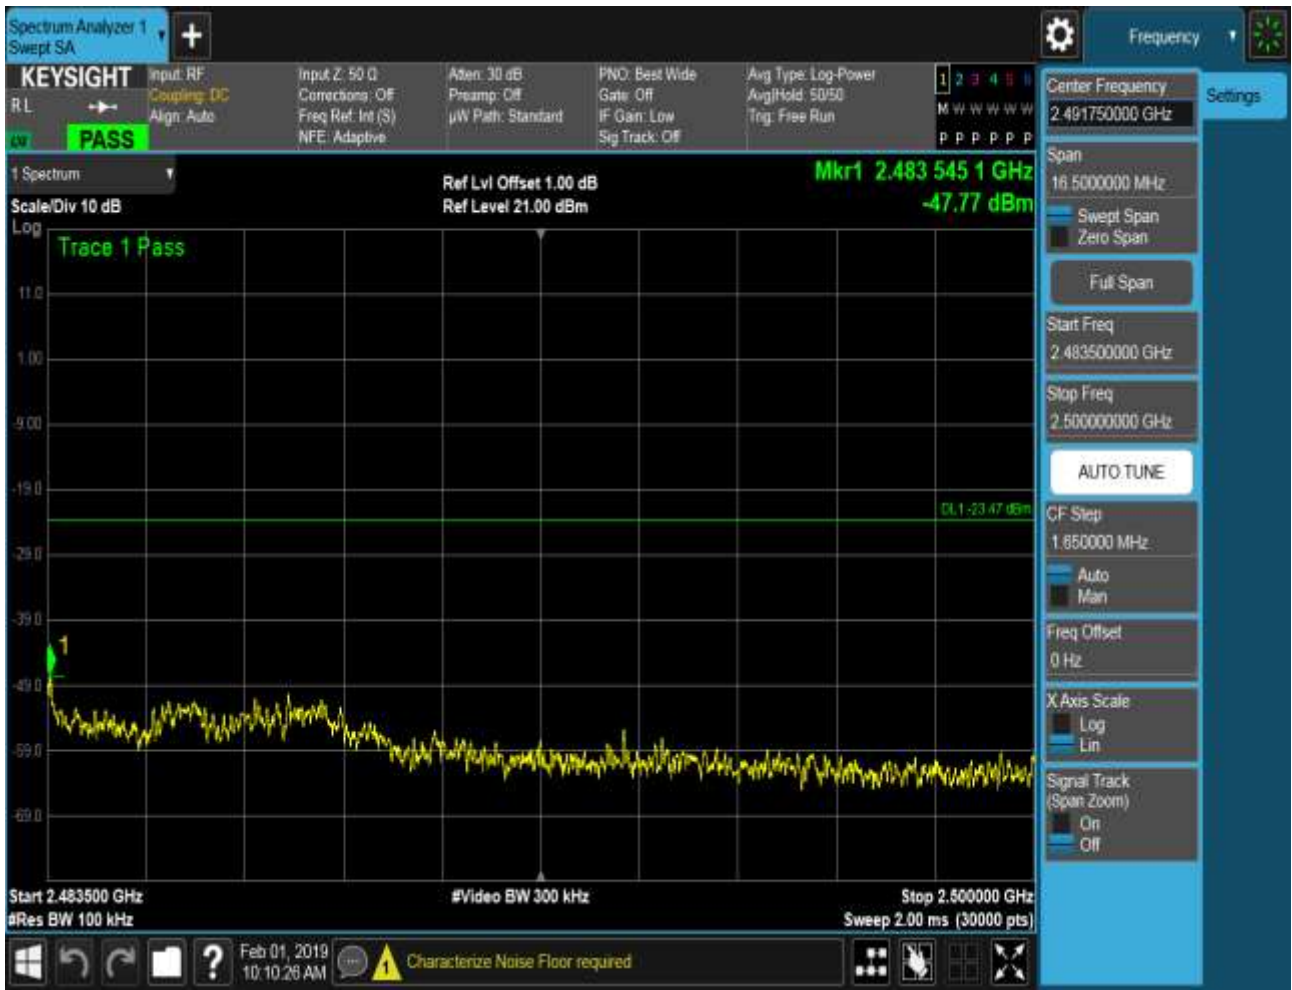 Spectrum Analyzer 1
Swept SA
+
Frequency
KEYSIGHT
Input: RF
Coupling: DC
Align: Auto
Input Z: 50 Ω
Corrections: Off
Freq Ref: Int (S)
NFE: Adaptive
Atten: 30 dB
Preamp: Off
µW Path: Standard
PNO: Best Wide
Gate: Off
IF Gain: Low
Sig Track: Off
Avg Type: Log-Power
Avg|Hold: 50/50
Trig: Free Run
1 2 3 4 5 6
M W W W W W
P P P P P P
R L
PASS
1 Spectrum
Scale/Div 10 dB
Log
Ref Lvl Offset 1.00 dB
Ref Level 21.00 dBm
Mkr1 2.483 545 1 GHz
-47.77 dBm
Trace 1 Pass
11.0
1.00
-9.00
-19.0
DL1 -23.47 dBm
-29.0
-39.0
1
-49.0
-59.0
-69.0
Start 2.483500 GHz
#Res BW 100 kHz
#Video BW 300 kHz
Stop 2.500000 GHz
Sweep 2.00 ms (30000 pts)
Center Frequency
2.491750000 GHz
Settings
Span
16.5000000 MHz
Swept Span
Zero Span
Full Span
Start Freq
2.483500000 GHz
Stop Freq
2.500000000 GHz
AUTO TUNE
CF Step
1.650000 MHz
Auto
Man
Freq Offset
0 Hz
X Axis Scale
Log
Lin
Signal Track
(Span Zoom)
On
Off
?
Feb 01, 2019
10:10:26 AM
1
Characterize Noise Floor required